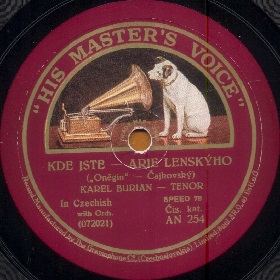 "HIS MASTER'S VOICE"
KDE JSTE — ARIE LENSKÝHO
(„Oněgin" — Čajkovský)
KAREL BURIAN — TENOR
In Czechish
with Orch.
(072021)
SPEED 78
Čís. kat.
AN 254